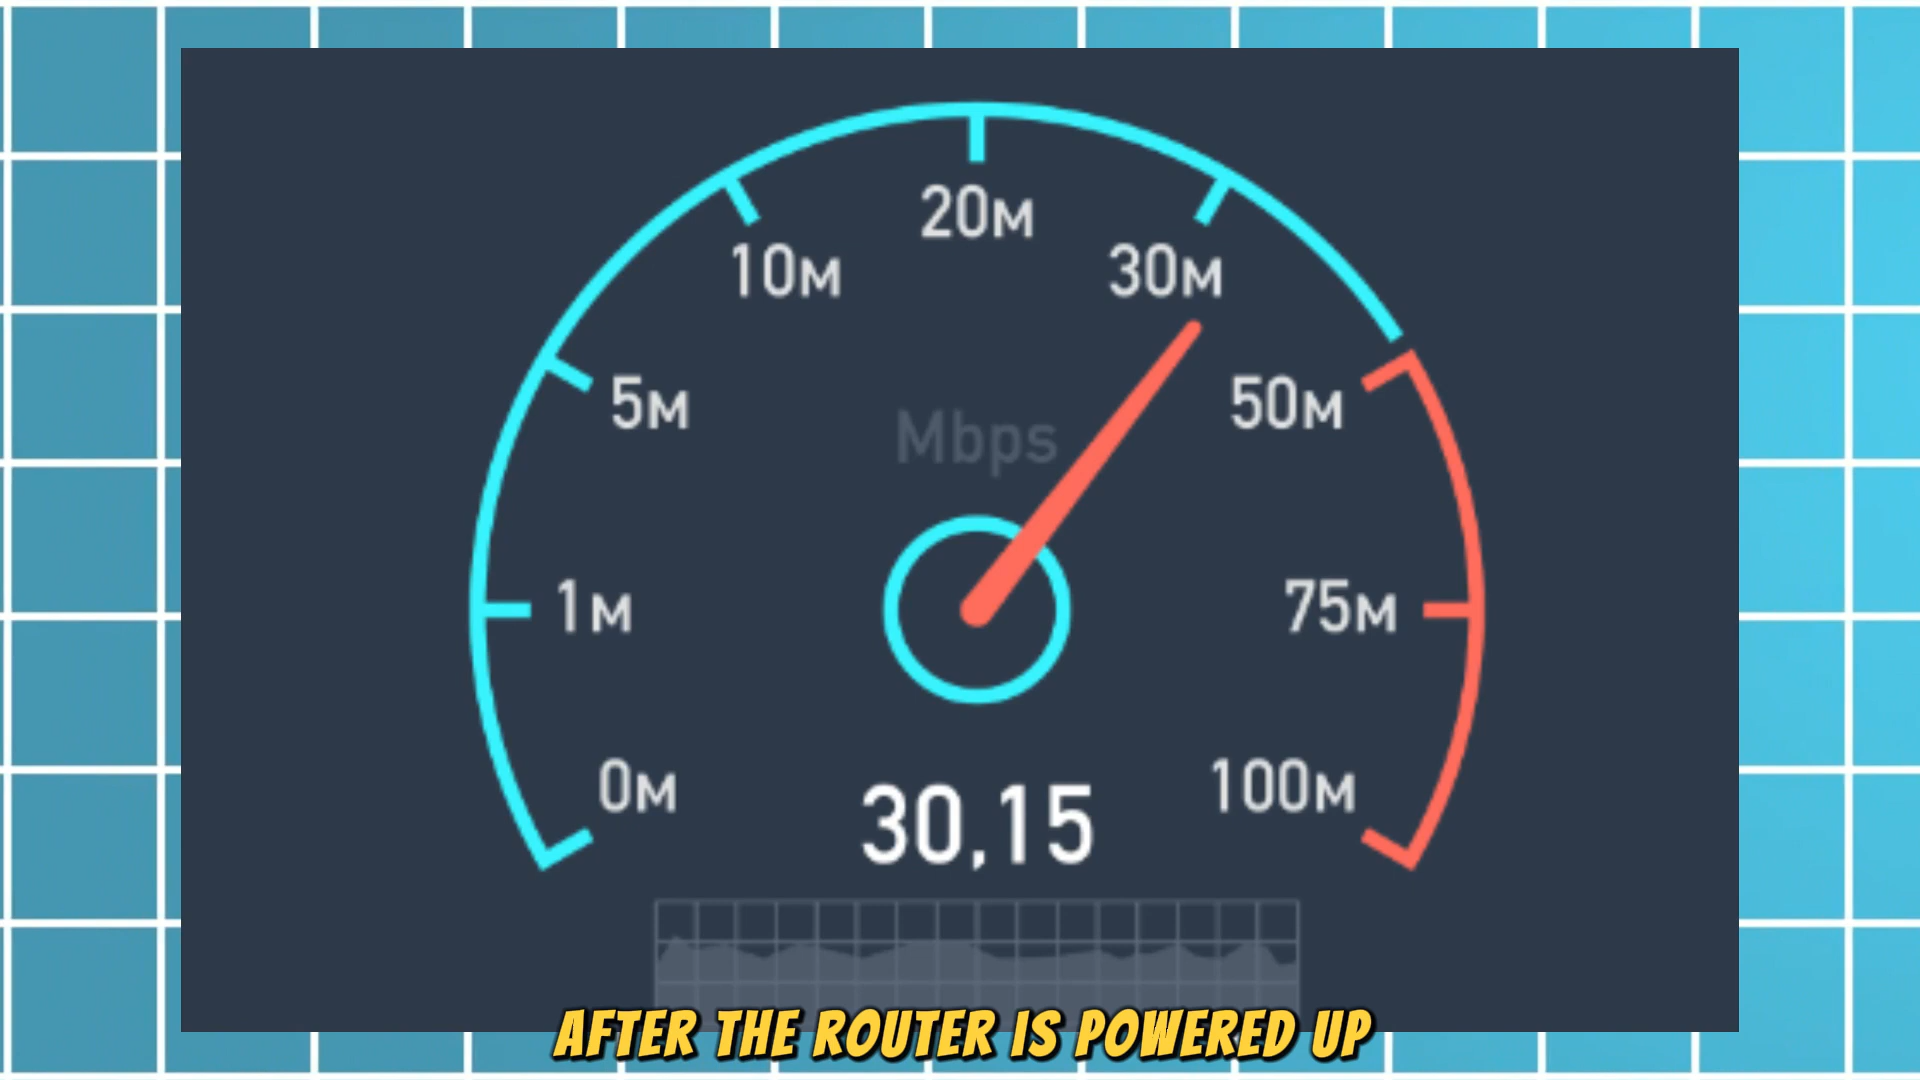 20M
10M
30M
5M
50M
Mbps
1M
75M
0M
100M
30,15
AFTER THE ROUTER IS POWERED UP